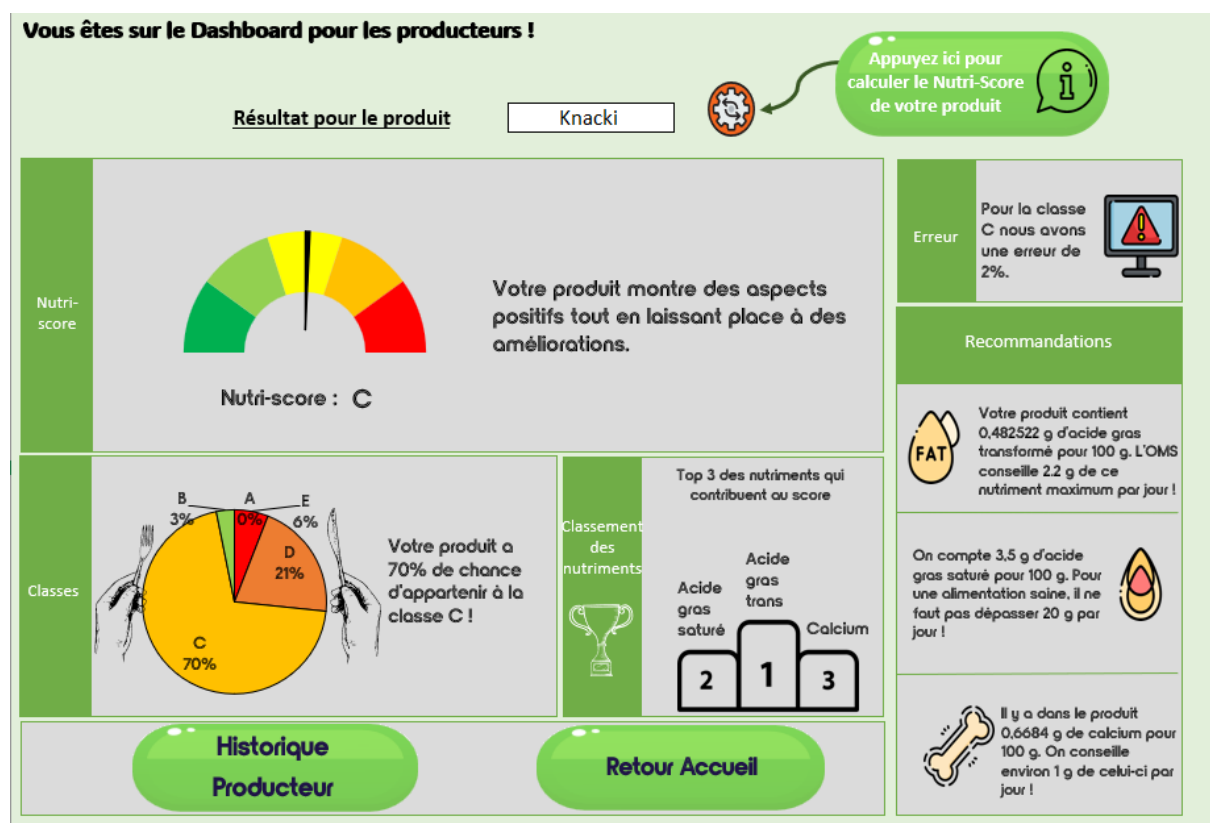 Vous êtes sur le Dashboard pour les producteurs !
Appuyez ici pour
calculer le Nutri-Score
de votre produit
Résultat pour le produit
Knacki
Nutri-
score
Nutri-score : C
Votre produit montre des aspects
positifs tout en laissant place à des
améliorations.
Erreur
Pour la classe
C nous avons
une erreur de
2%.
Recommandations
FAT
Votre produit contient
0,482522 g d'acide gras
transformé pour 100 g. L'OMS
conseille 2.2 g de ce
nutriment maximum par jour !
On compte 3,5 g d'acide
gras saturé pour 100 g. Pour
une alimentation saine, il ne
faut pas dépasser 20 g par
jour !
Il y a dans le produit
0,6684 g de calcium pour
100 g. On conseille
environ 1 g de celui-ci par
jour !
Classes
B
3%
A
0%
E
6%
D
21%
C
70%
Votre produit a
70% de chance
d'appartenir à la
classe C !
Classement
des
nutriments
Top 3 des nutriments qui
contribuent au score
Acide
gras
saturé
2
Acide
gras
trans
1
Calcium
3
Historique
Producteur
Retour Accueil